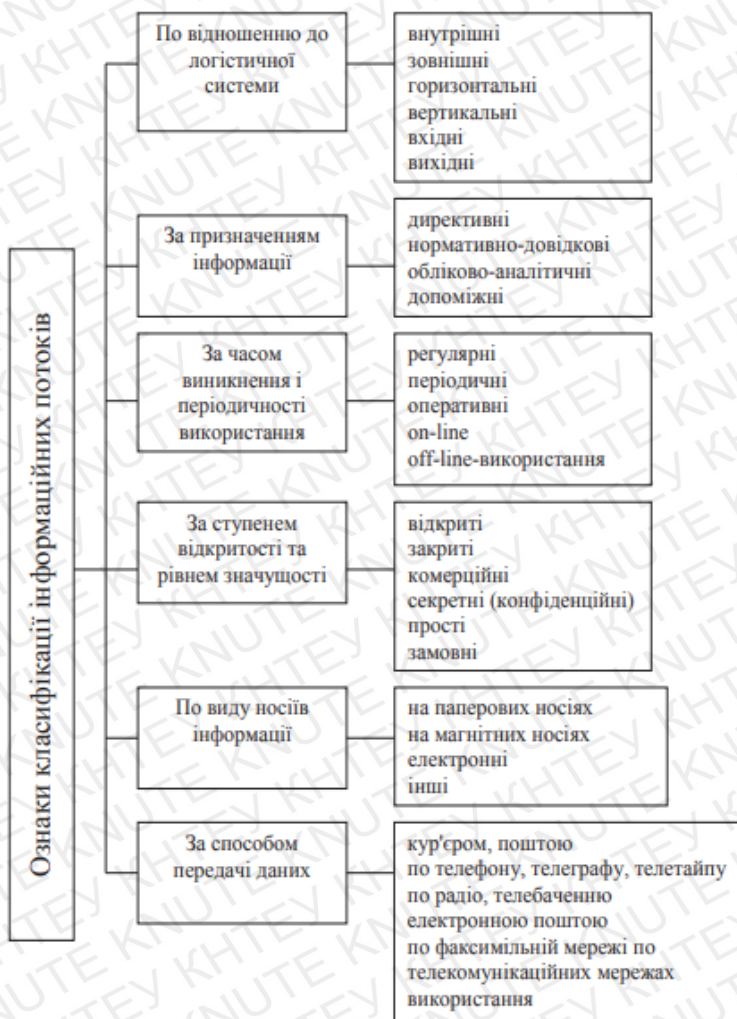 По відношенню до
логістичної
системи
внутрішні
зовнішні
горизонтальні
вертикальні
вхідні
вихідні
За призначенням
інформації
директивні
нормативно-довідкові
обліково-аналітичні
допоміжні
Ознаки класифікації інформаційних потоків
За часом
виникнення і
періодичності
використання
регулярні
періодичні
оперативні
on-line
off-line-використання
За ступенем
відкритості та
рівнем значущості
відкриті
закриті
комерційні
секретні (конфіденційні)
прості
замовні
По виду носіїв
інформації
на паперових носіях
на магнітних носіях
електронні
інші
За способом
передачі даних
кур'єром, поштою
по телефону, телеграфу, телетайпу
по радіо, телебаченню
електронною поштою
по факсимільній мережі по
телекомунікаційних мережах
використання